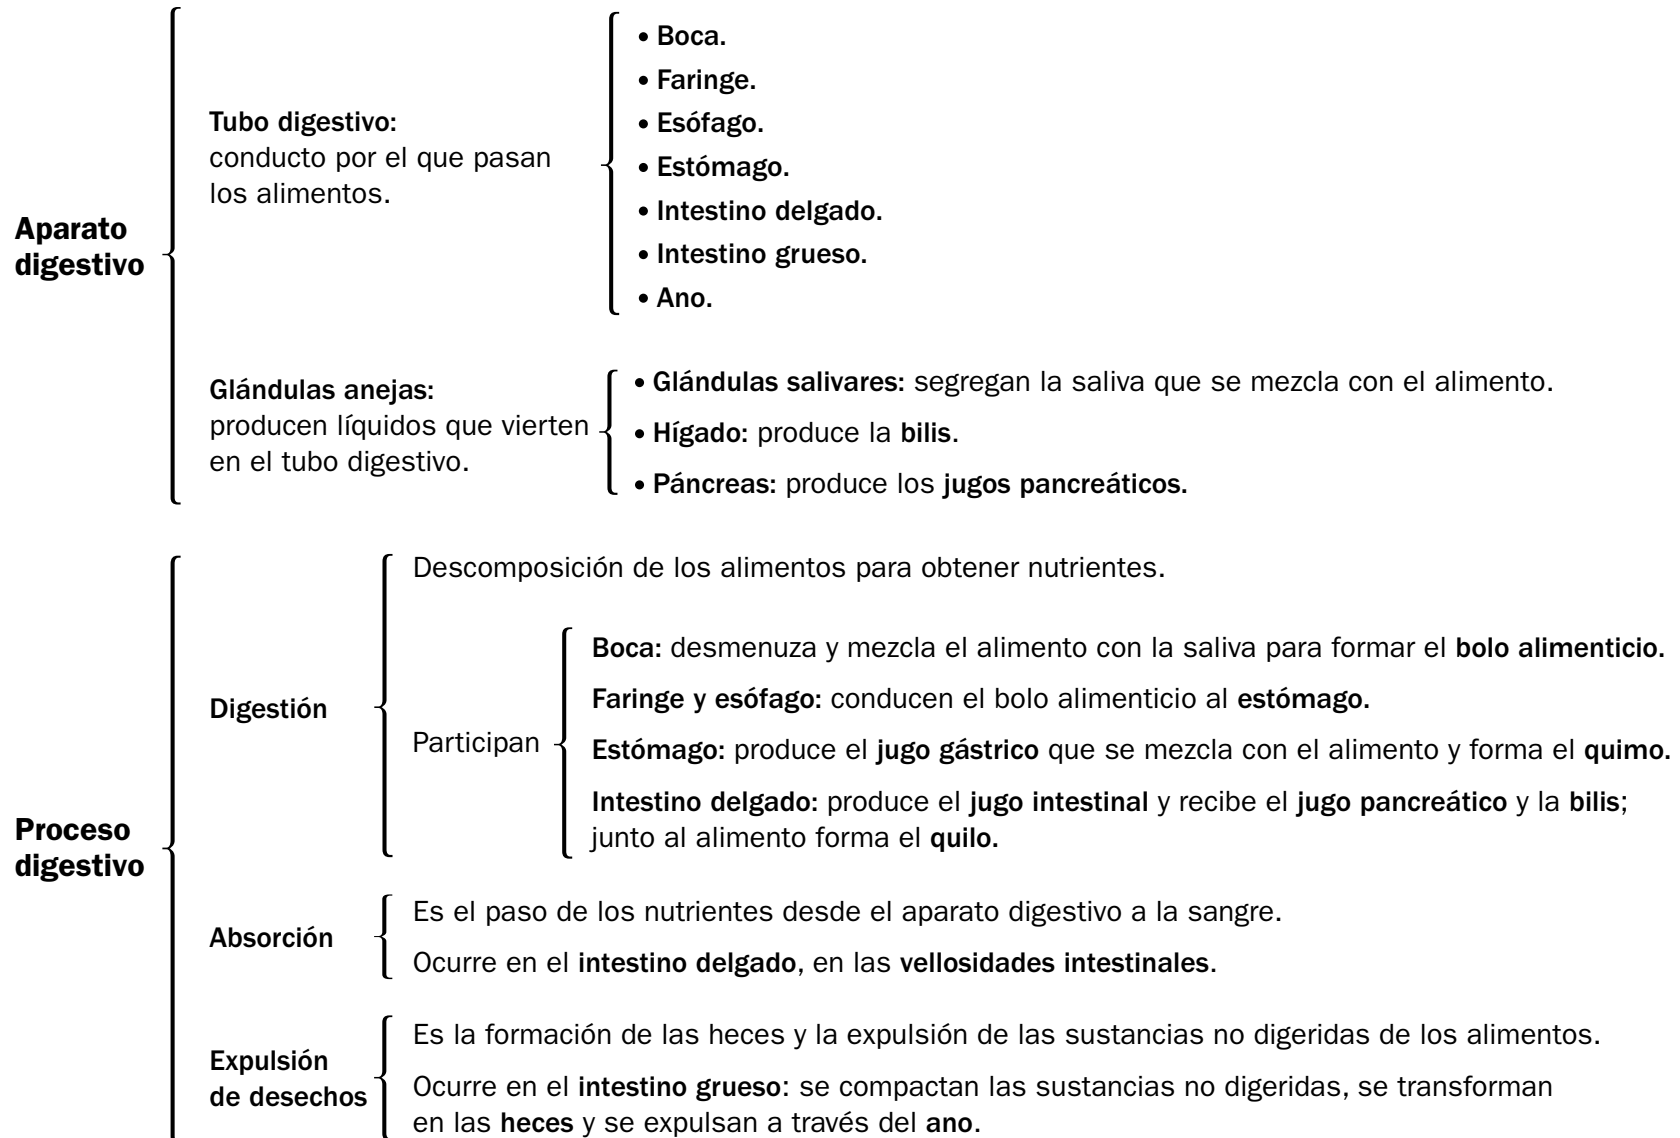 Aparato
digestivo
Tubo digestivo:
conducto por el que pasan
los alimentos.
• Boca.
• Faringe.
• Esófago.
• Estómago.
• Intestino delgado.
• Intestino grueso.
• Ano.
Glándulas anejas:
producen líquidos que vierten
en el tubo digestivo.
• Glándulas salivares: segregan la saliva que se mezcla con el alimento.
• Hígado: produce la bilis.
• Páncreas: produce los jugos pancreáticos.
Proceso
digestivo
Digestión
Descomposición de los alimentos para obtener nutrientes.
Participan
Boca: desmenuza y mezcla el alimento con la saliva para formar el bolo alimenticio.
Faringe y esófago: conducen el bolo alimenticio al estómago.
Estómago: produce el jugo gástrico que se mezcla con el alimento y forma el quimo.
Intestino delgado: produce el jugo intestinal y recibe el jugo pancreático y la bilis;
junto al alimento forma el quilo.
Absorción
Es el paso de los nutrientes desde el aparato digestivo a la sangre.
Ocurre en el intestino delgado, en las vellosidades intestinales.
Expulsión
de desechos
Es la formación de las heces y la expulsión de las sustancias no digeridas de los alimentos.
Ocurre en el intestino grueso: se compactan las sustancias no digeridas, se transforman
en las heces y se expulsan a través del ano.